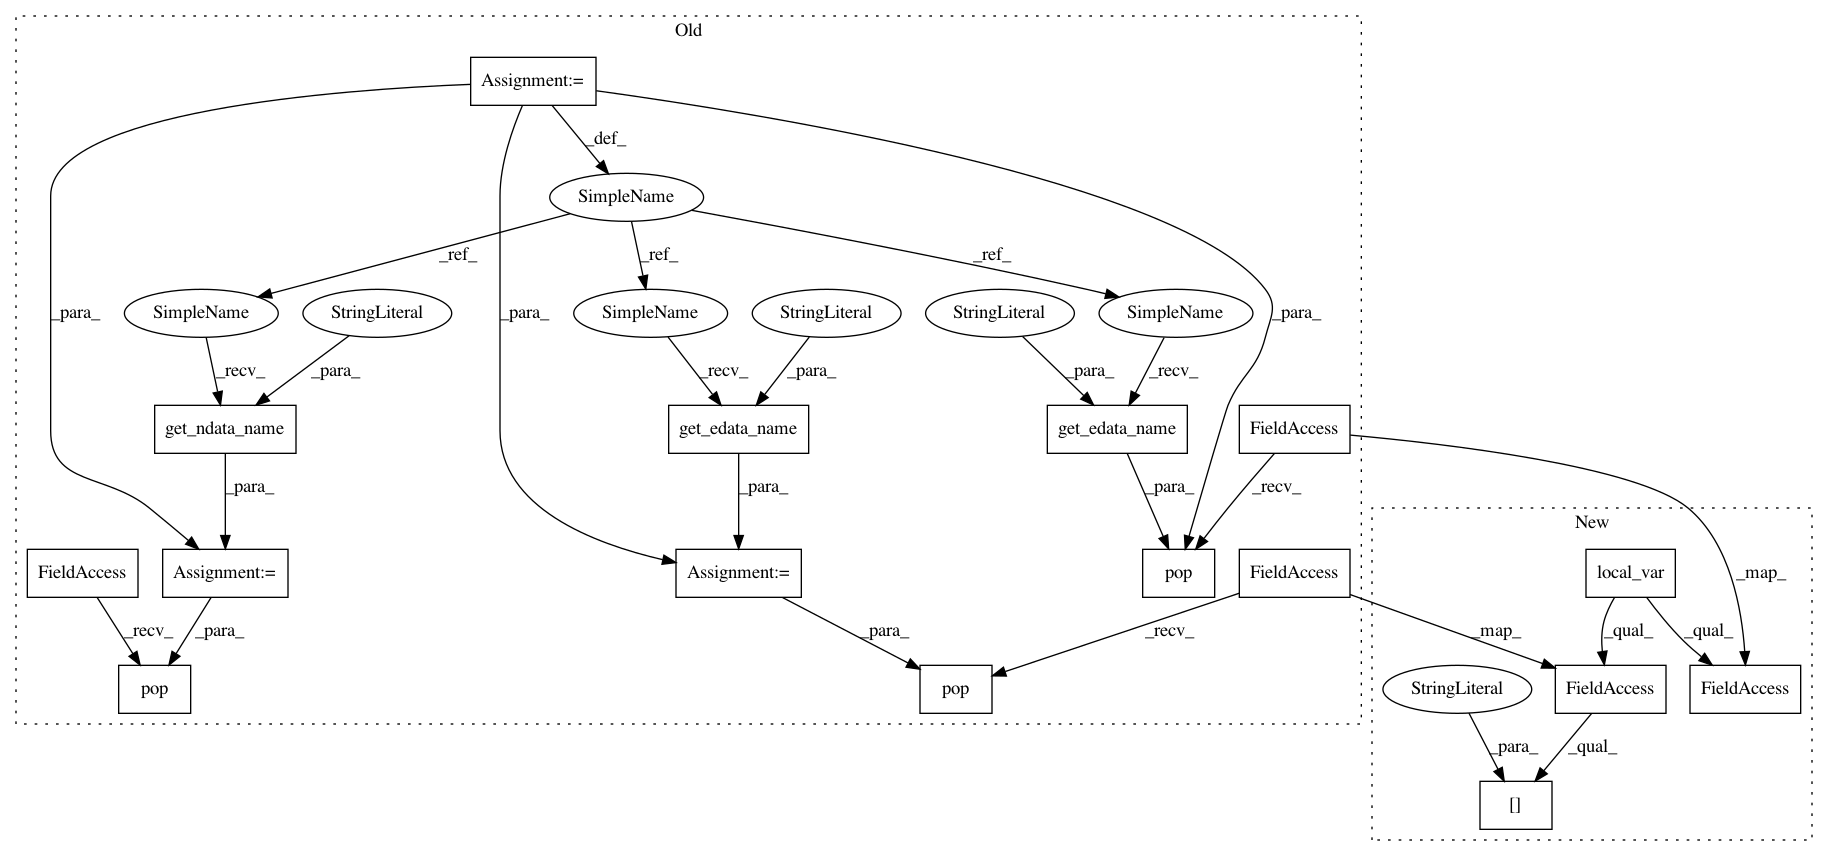 Old
Assignment:=
_def_
SimpleName
_ref_
_ref_
_ref_
_para_
SimpleName
StringLiteral
_para_
SimpleName
StringLiteral
StringLiteral
SimpleName
_para_
_recv_
_para_
_recv_
_para_
_para_
_recv_
get_ndata_name
get_edata_name
get_edata_name
FieldAccess
_para_
_para_
_para_
_recv_
New
FieldAccess
Assignment:=
Assignment:=
pop
FieldAccess
local_var
_map_
_recv_
_para_
_para_
_recv_
_map_
_qual_
_qual_
pop
pop
StringLiteral
FieldAccess
FieldAccess
_para_
_qual_
[]